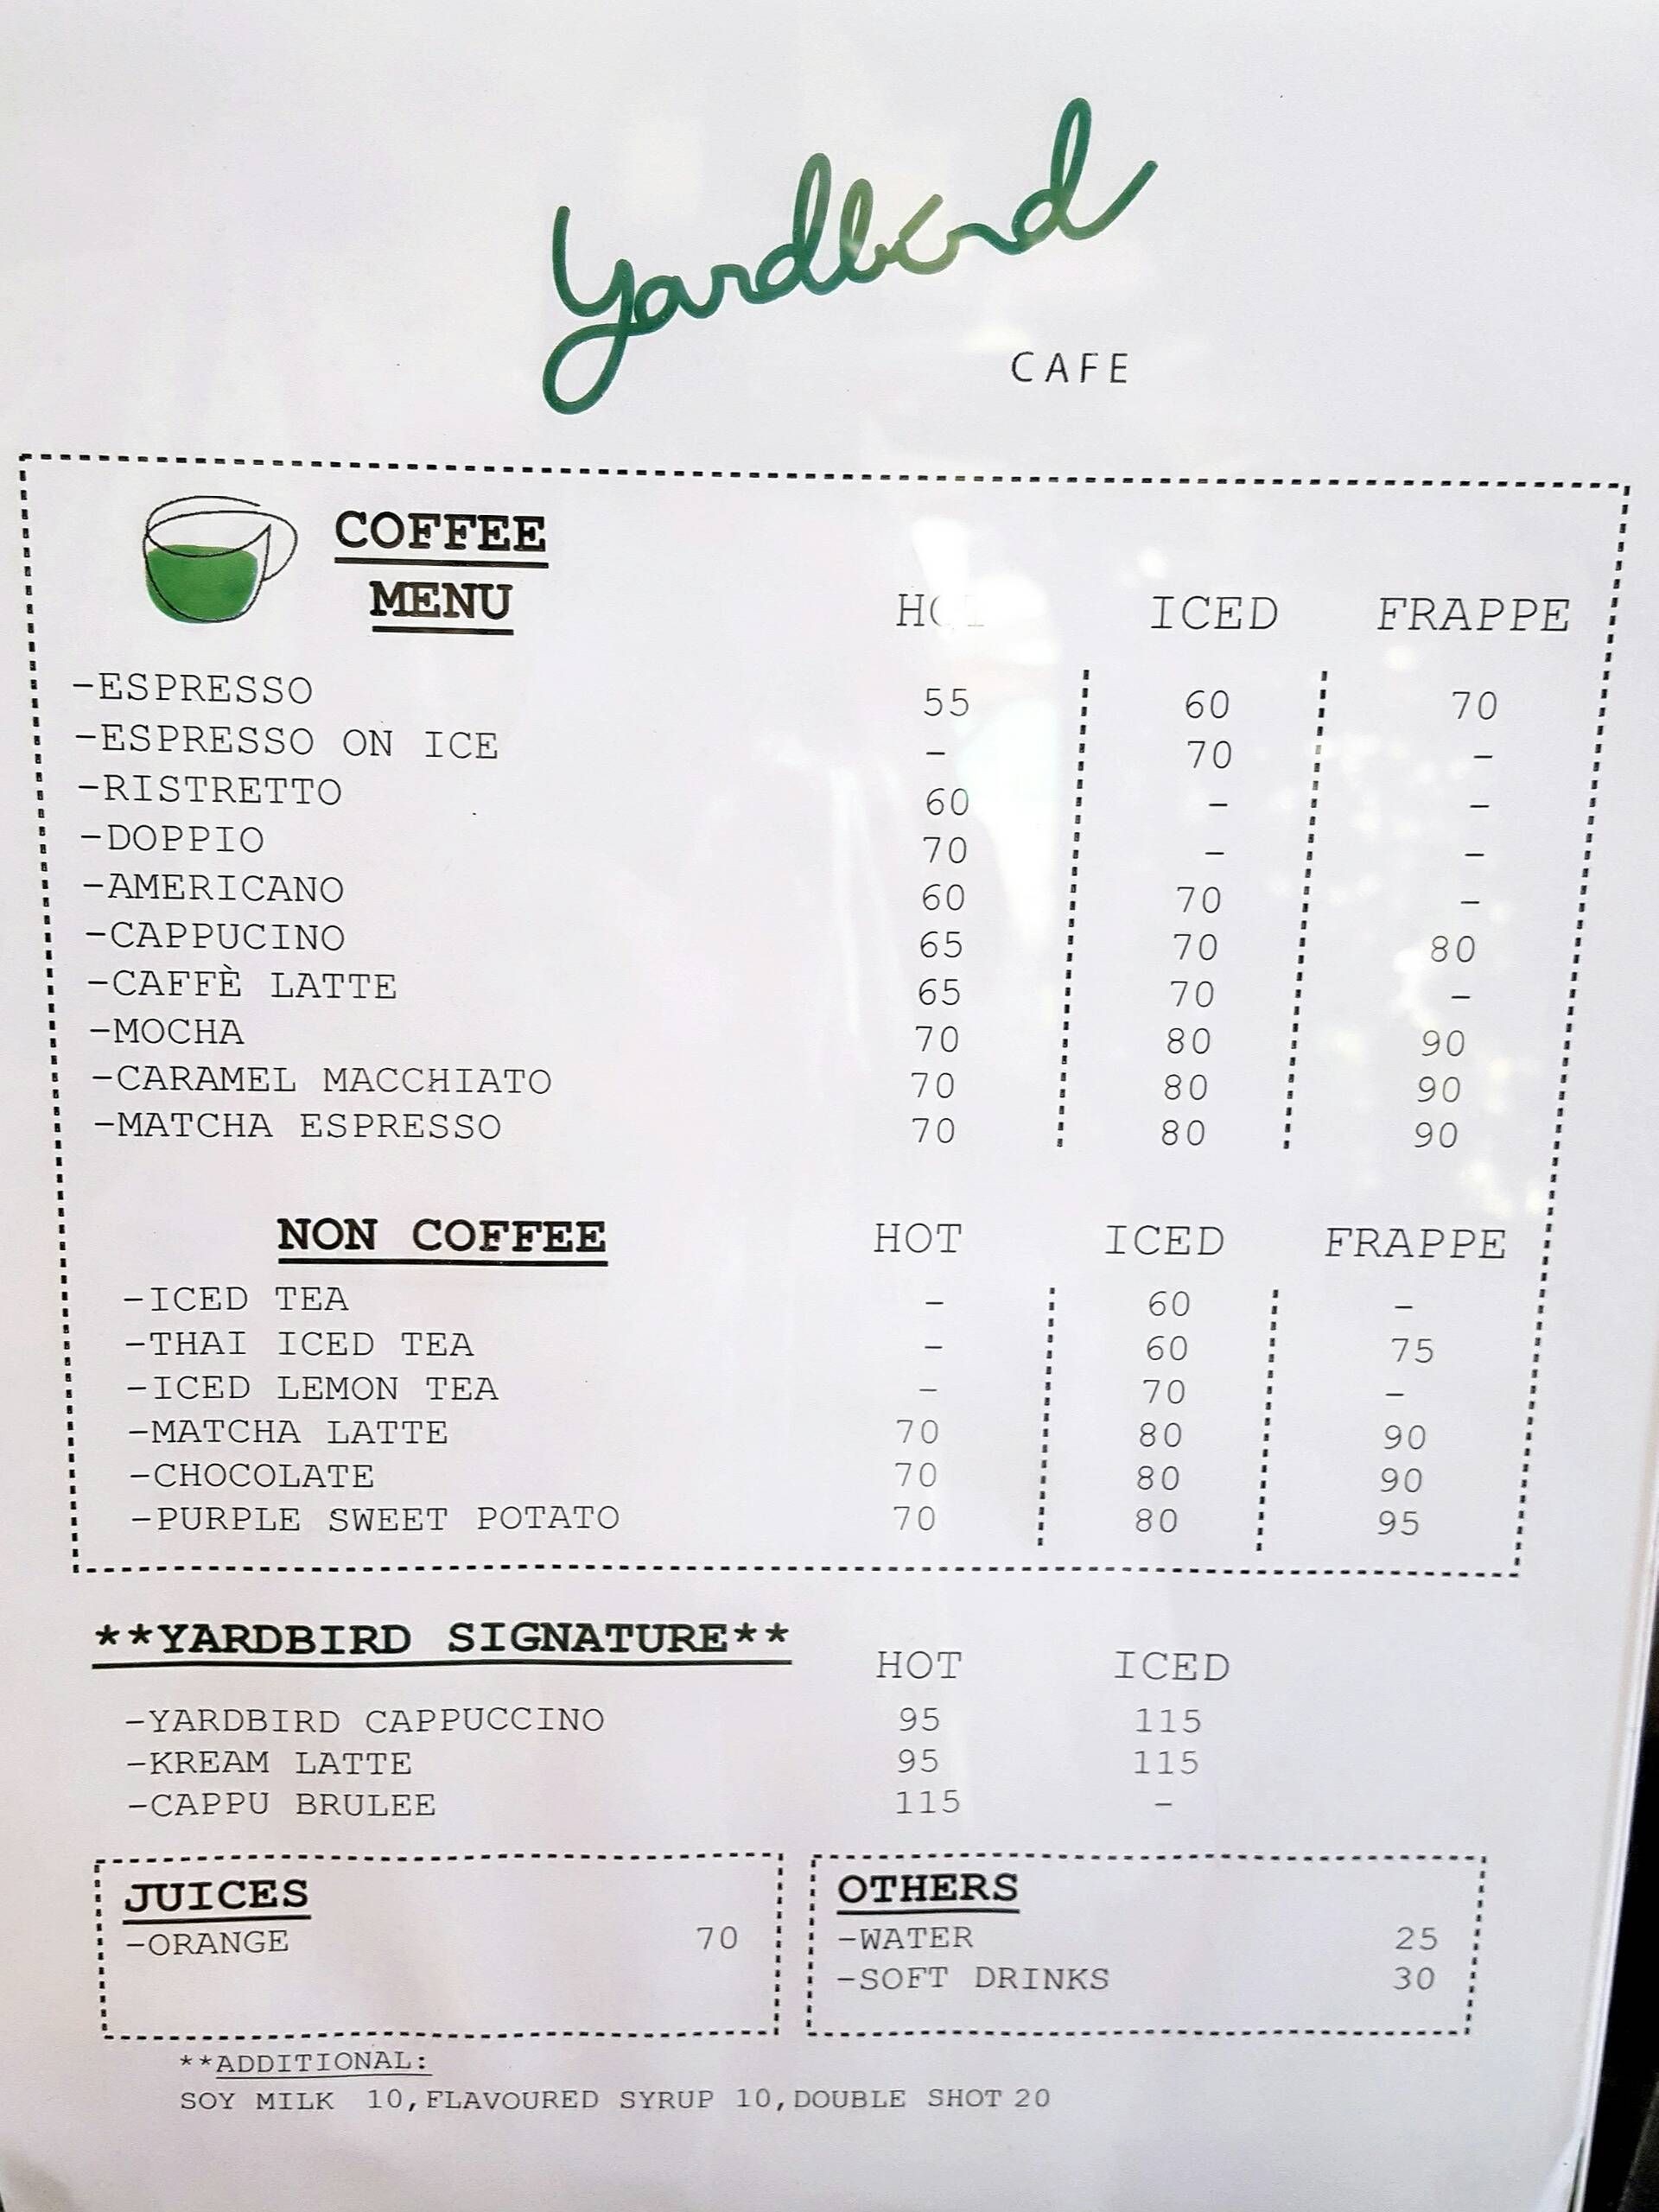 yardbird
CAFE
COFFEE
MENU
HOT ICED FRAPPE
-ESPRESSO 55 60 70
-ESPRESSO ON ICE - 70 -
-RISTRETTO 60 - -
-DOPPIO 70 - -
-AMERICANO 60 70 -
-CAPPUCINO 65 70 80
-CAFFÈ LATTE 65 70 -
-MOCHA 70 80 90
-CARAMEL MACCHIATO 70 80 90
-MATCHA ESPRESSO 70 80 90
NON COFFEE HOT ICED FRAPPE
-ICED TEA - 60 -
-THAI ICED TEA - 60 75
-ICED LEMON TEA - 70 -
-MATCHA LATTE 70 80 90
-CHOCOLATE 70 80 90
-PURPLE SWEET POTATO 70 80 95
**YARDBIRD SIGNATURE** HOT ICED
-YARDBIRD CAPPUCCINO 95 115
-KREAM LATTE 95 115
-CAPPU BRULEE 115 -
JUICES
-ORANGE 70
OTHERS
-WATER 25
-SOFT DRINKS 30
**ADDITIONAL:
SOY MILK 10,FLAVOURED SYRUP 10,DOUBLE SHOT 20